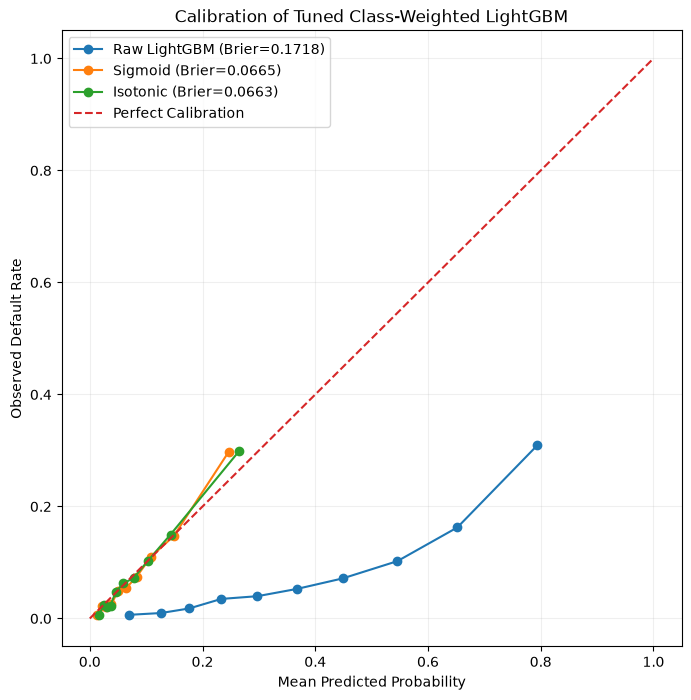 Calibration of Tuned Class-Weighted LightGBM
Raw LightGBM (Brier=0.1718)
Sigmoid (Brier=0.0665)
Isotonic (Brier=0.0663)
Perfect Calibration
Observed Default Rate
1.0
0.8
0.6
0.4
0.2
0.0
0.0 0.2 0.4 0.6 0.8 1.0
Mean Predicted Probability